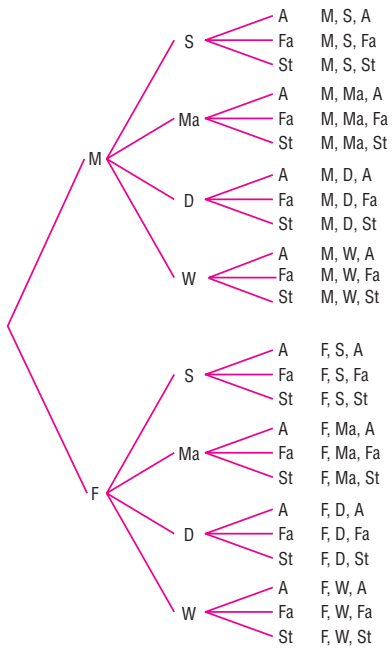 A M, S, A
S Fa M, S, Fa
St M, S, St
A M, Ma, A
Ma Fa M, Ma, Fa
St M, Ma, St
M
A M, D, A
D Fa M, D, Fa
St M, D, St
A M, W, A
W Fa M, W, Fa
St M, W, St
A F, S, A
S Fa F, S, Fa
St F, S, St
A F, Ma, A
Ma Fa F, Ma, Fa
St F, Ma, St
F
A F, D, A
D Fa F, D, Fa
St F, D, St
A F, W, A
W Fa F, W, Fa
St F, W, St